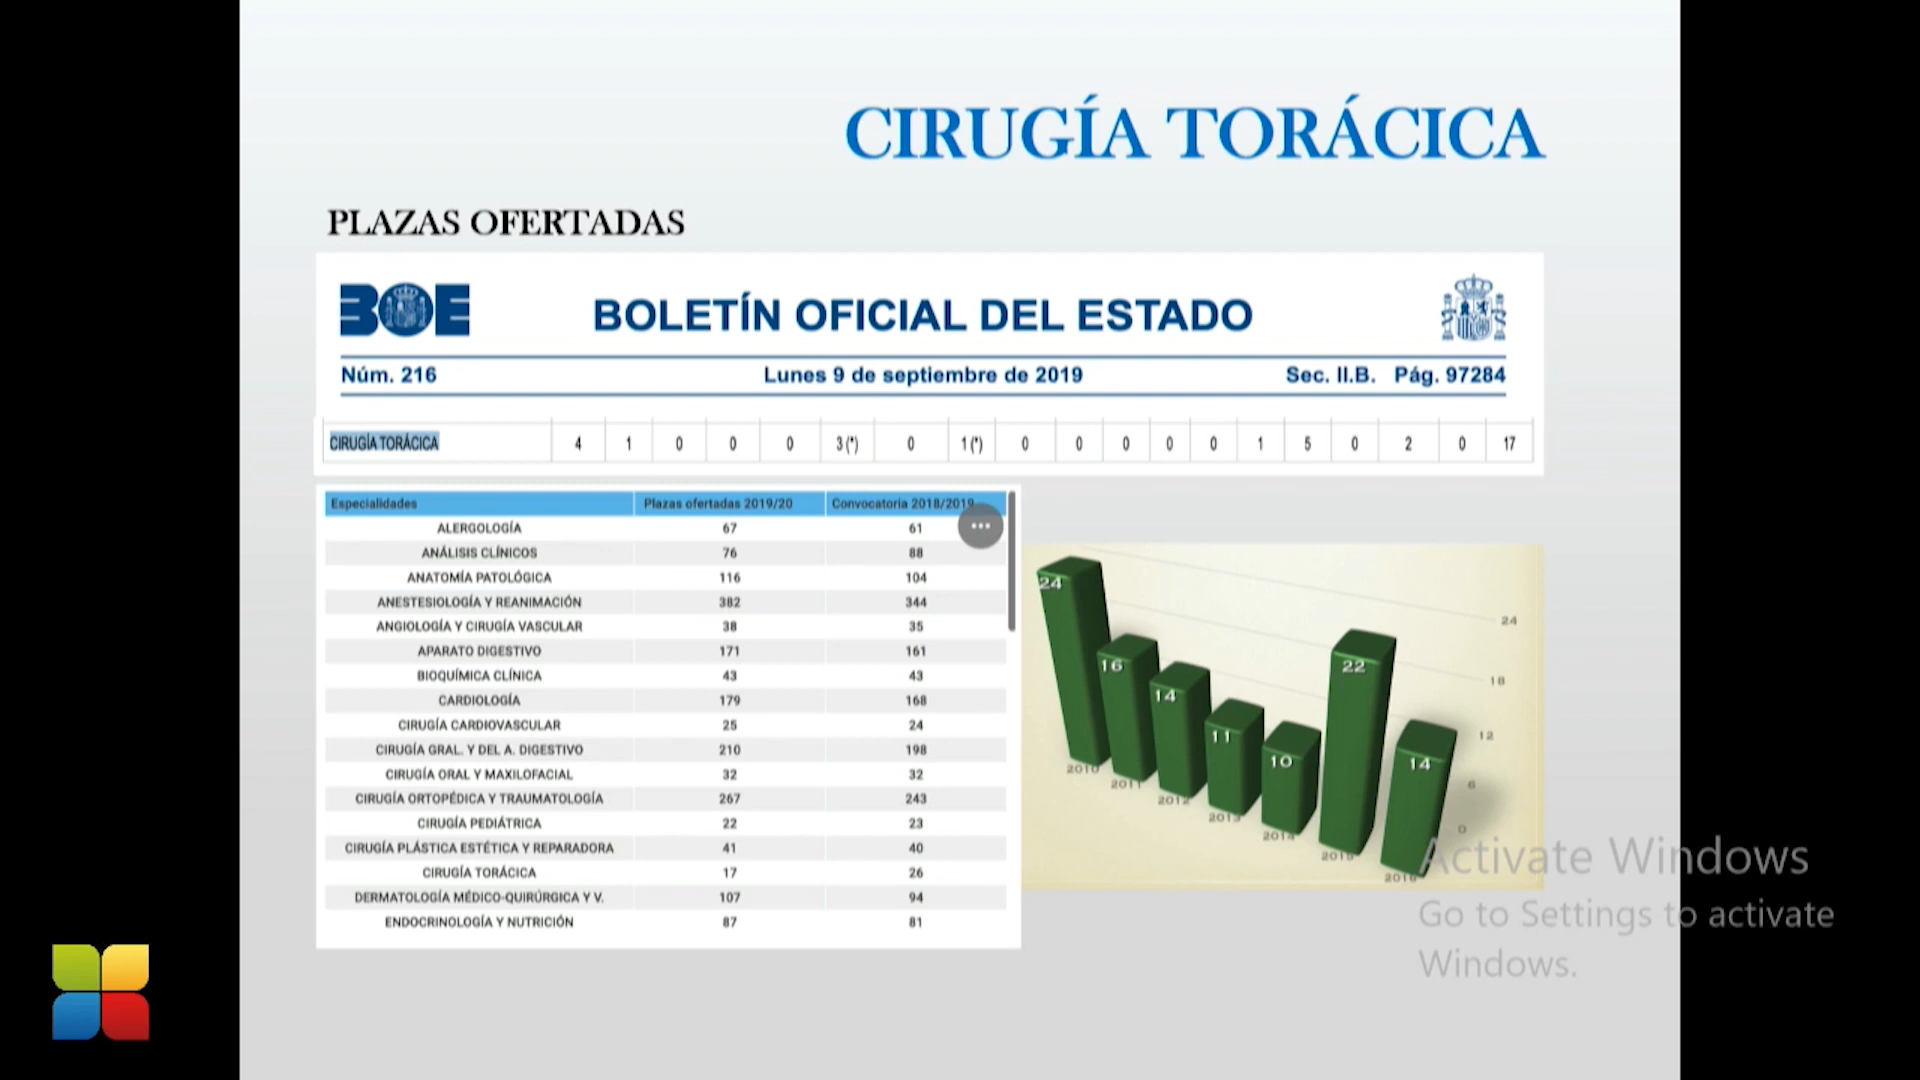 CIRUGÍA TORÁCICA
PLAZAS OFERTADAS
BOE
BOLETÍN OFICIAL DEL ESTADO
Núm. 216 Lunes 9 de septiembre de 2019 Sec. II.B. Pág. 97284
CIRUGÍA TORÁCICA 4 1 0 0 0 3 (*) 0 1 (*) 0 0 0 0 0 1 5 0 2 0 17
Especialidades Plazas ofertadas 2019/20 Convocatoria 2018/2019
ALERGOLOGÍA 67 61
ANÁLISIS CLÍNICOS 76 88
ANATOMÍA PATOLÓGICA 116 104
ANESTESIOLOGÍA Y REANIMACIÓN 382 344
ANGIOLOGÍA Y CIRUGÍA VASCULAR 38 35
APARATO DIGESTIVO 171 161
BIOQUÍMICA CLÍNICA 43 43
CARDIOLOGÍA 179 168
CIRUGÍA CARDIOVASCULAR 25 24
CIRUGÍA GRAL. Y DEL A. DIGESTIVO 210 198
CIRUGÍA ORAL Y MAXILOFACIAL 32 32
CIRUGÍA ORTOPÉDICA Y TRAUMATOLOGÍA 267 243
CIRUGÍA PEDIÁTRICA 22 23
CIRUGÍA PLÁSTICA ESTÉTICA Y REPARADORA 41 40
CIRUGÍA TORÁCICA 17 26
DERMATOLOGÍA MÉDICO-QUIRÚRGICA Y V. 107 94
ENDOCRINOLOGÍA Y NUTRICIÓN 87 81
24 16 14 11 10 22 14
24
18
12
6
0
2010 2011 2012 2013 2014 2015 2016
Activate Windows
Go to Settings to activate
Windows.